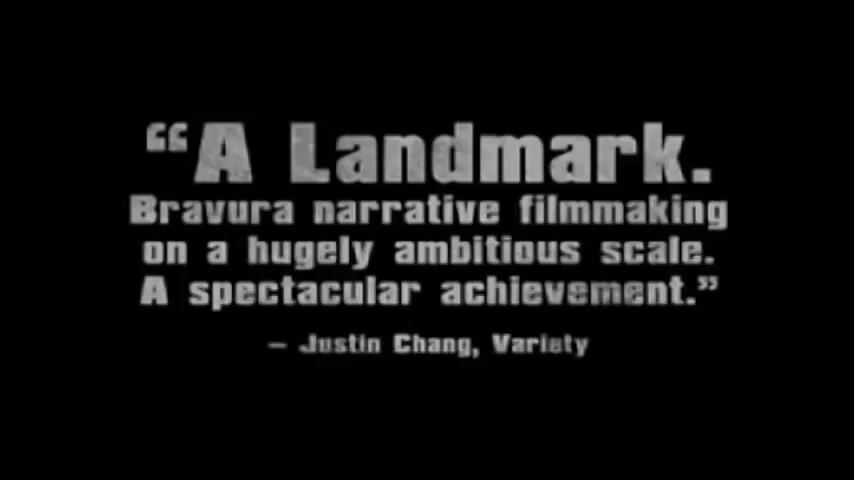 “A Landmark.
Bravura narrative filmmaking
on a hugely ambitious scale.
A spectacular achievement.”
– Justin Chang, Variety